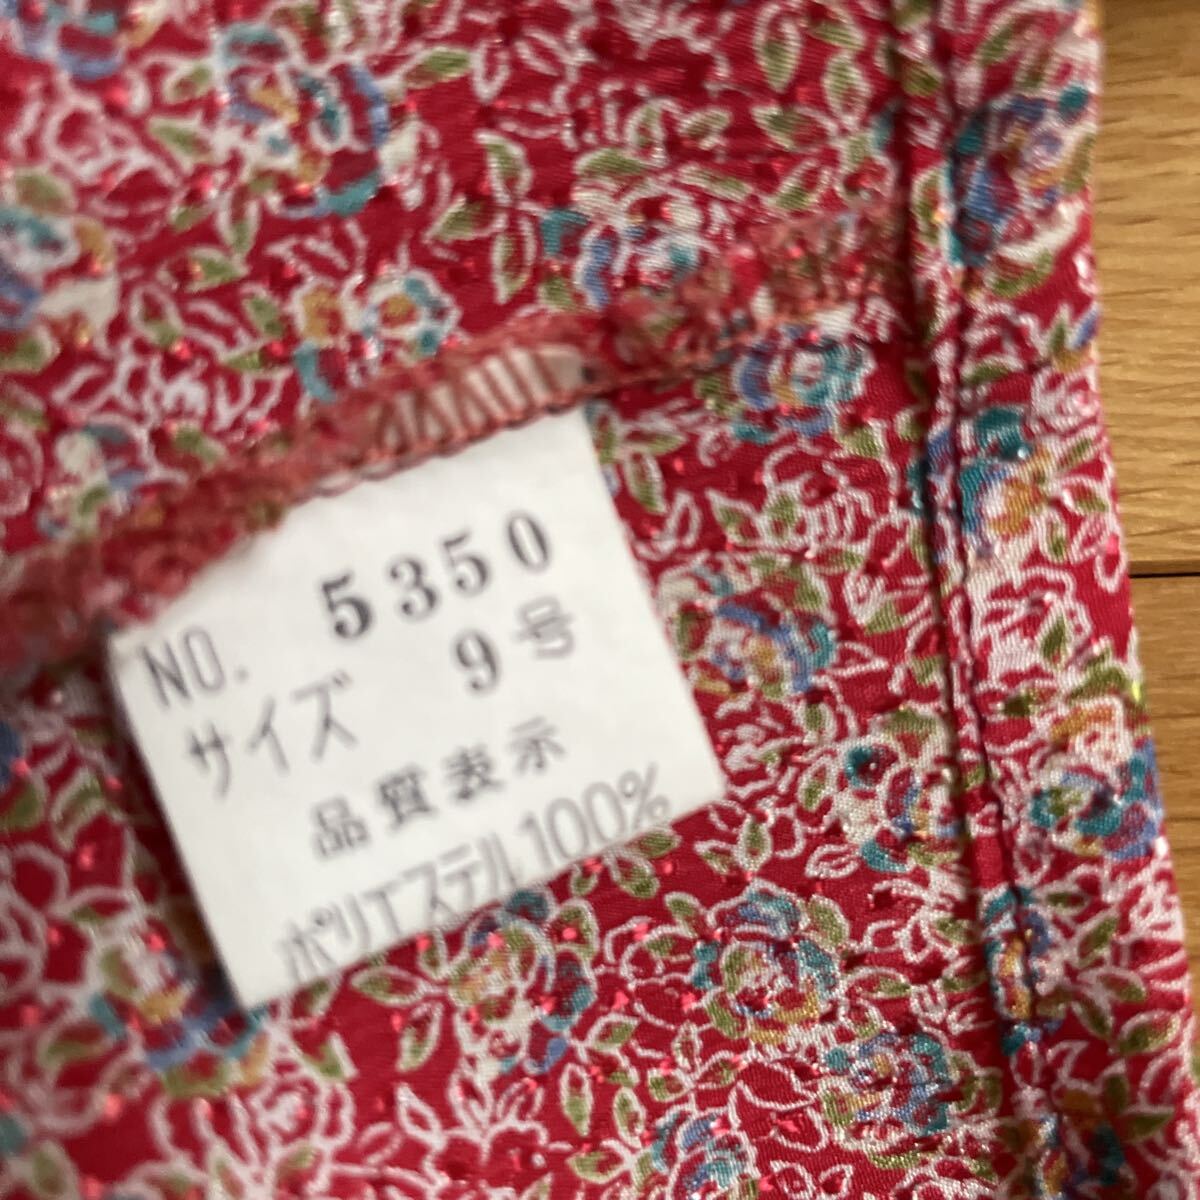 NO. 5350
サイズ 9号
品質表示
ポリエステル100%